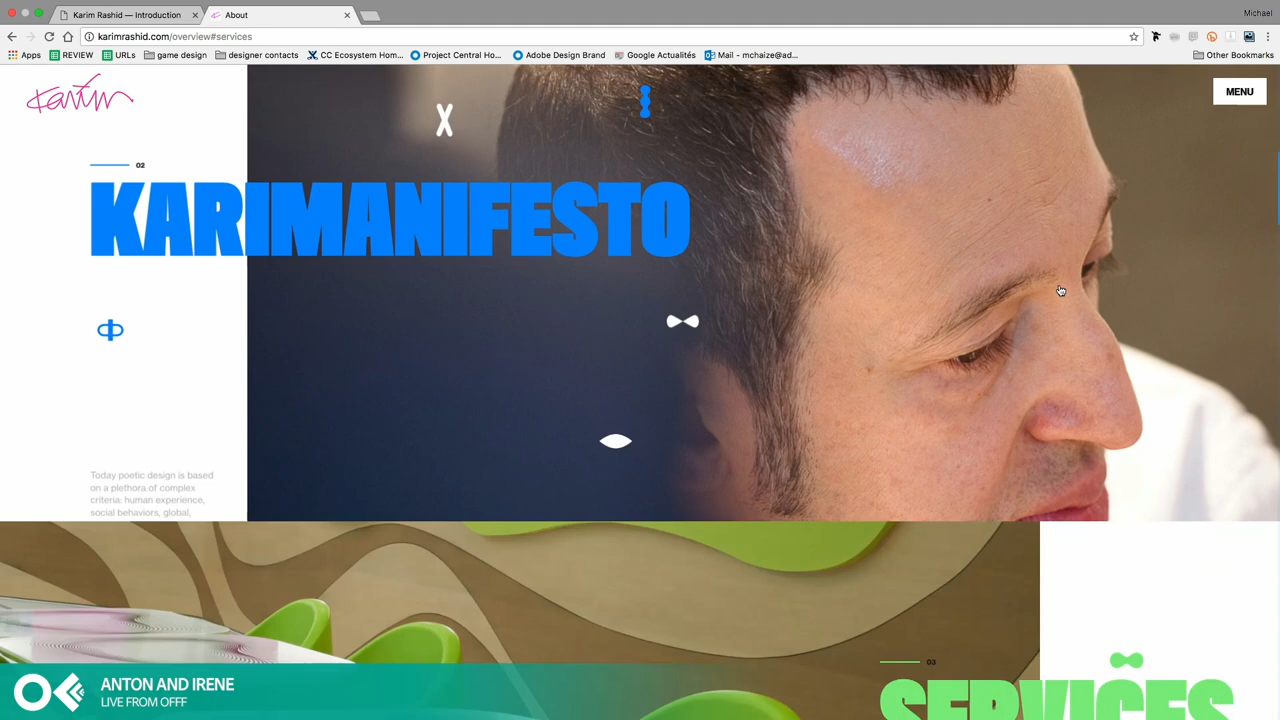 Karim Rashid — Introduction
About
Michael
karimrashid.com/overview#services
Apps
REVIEW
URLs
game design
designer contacts
CC Ecosystem Hom...
Project Central Ho...
Adobe Design Brand
Google Actualités
Mail - mchaize@ad...
Other Bookmarks
Karim
MENU
02
KARIMANIFESTO
Today poetic design is based
on a plethora of complex
criteria: human experience,
social behaviors, global,
03
SERVICES
ANTON AND IRENE
LIVE FROM OFFF